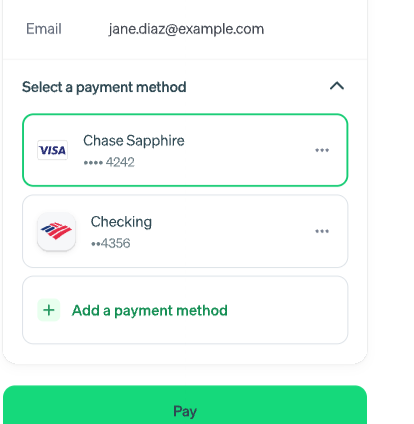 Email jane.diaz@example.com
Select a payment method
Chase Sapphire
VISA
•••• 4242
Checking
••4356
+ Add a payment method
Pay